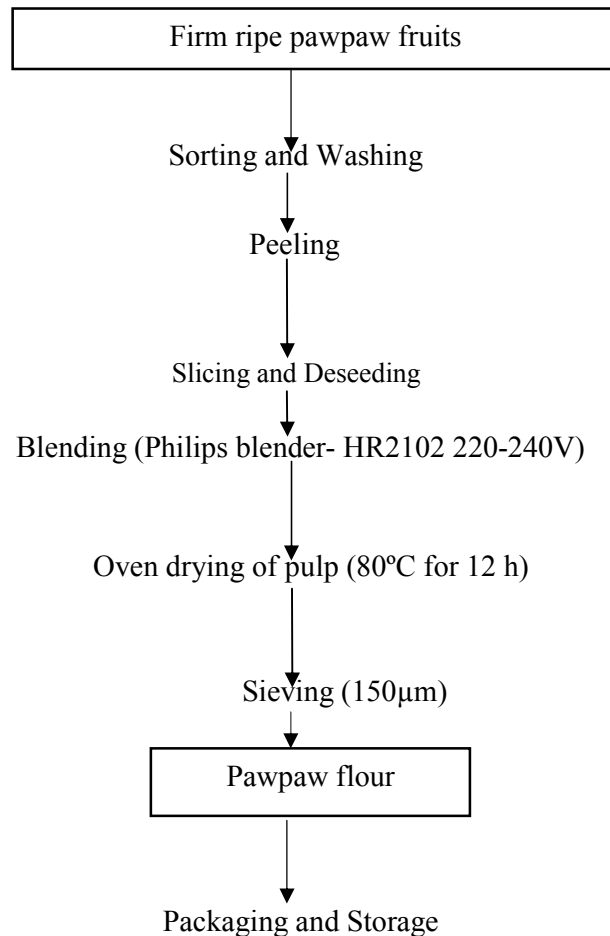 Firm ripe pawpaw fruits
Sorting and Washing
Peeling
Slicing and Deseeding
Blending (Philips blender- HR2102 220-240V)
Oven drying of pulp (80ºC for 12 h)
Sieving (150µm)
Pawpaw flour
Packaging and Storage